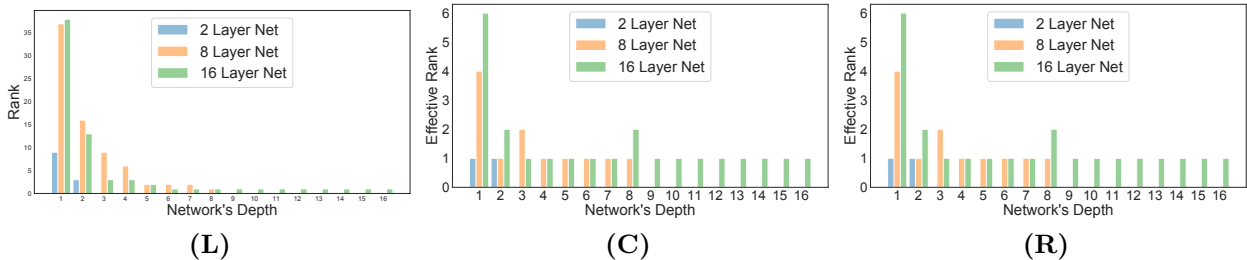 Rank
35
30
25
20
15
10
5
0
2 Layer Net
8 Layer Net
16 Layer Net
1 2 3 4 5 6 7 8 9 10 11 12 13 14 15 16
Network's Depth
(L)
Effective Rank
6
5
4
3
2
1
0
2 Layer Net
8 Layer Net
16 Layer Net
1 2 3 4 5 6 7 8 9 10 11 12 13 14 15 16
Network's Depth
(C)
Effective Rank
6
5
4
3
2
1
0
2 Layer Net
8 Layer Net
16 Layer Net
1 2 3 4 5 6 7 8 9 10 11 12 13 14 15 16
Network's Depth
(R)